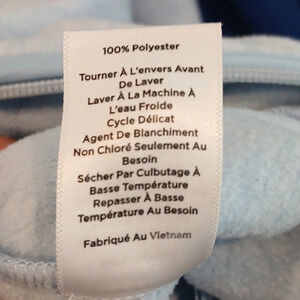 100% Polyester
Tourner À L'envers Avant
De Laver
Laver À La Machine À
L'eau Froide
Cycle Délicat
Agent De Blanchiment
Non Chloré Seulement Au
Besoin
Sécher Par Culbutage À
Basse Température
Repasser À Basse
Température Au Besoin
Fabriqué Au Vietnam